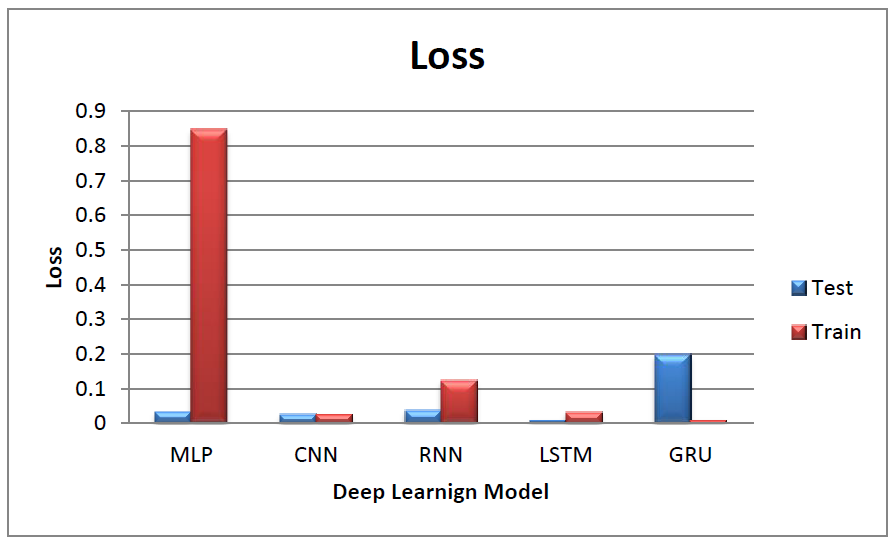 Loss
0.9
0.8
0.7
0.6
0.5
0.4
0.3
0.2
0.1
0
Loss
MLP CNN RNN LSTM GRU
Deep Learnign Model
Test
Train